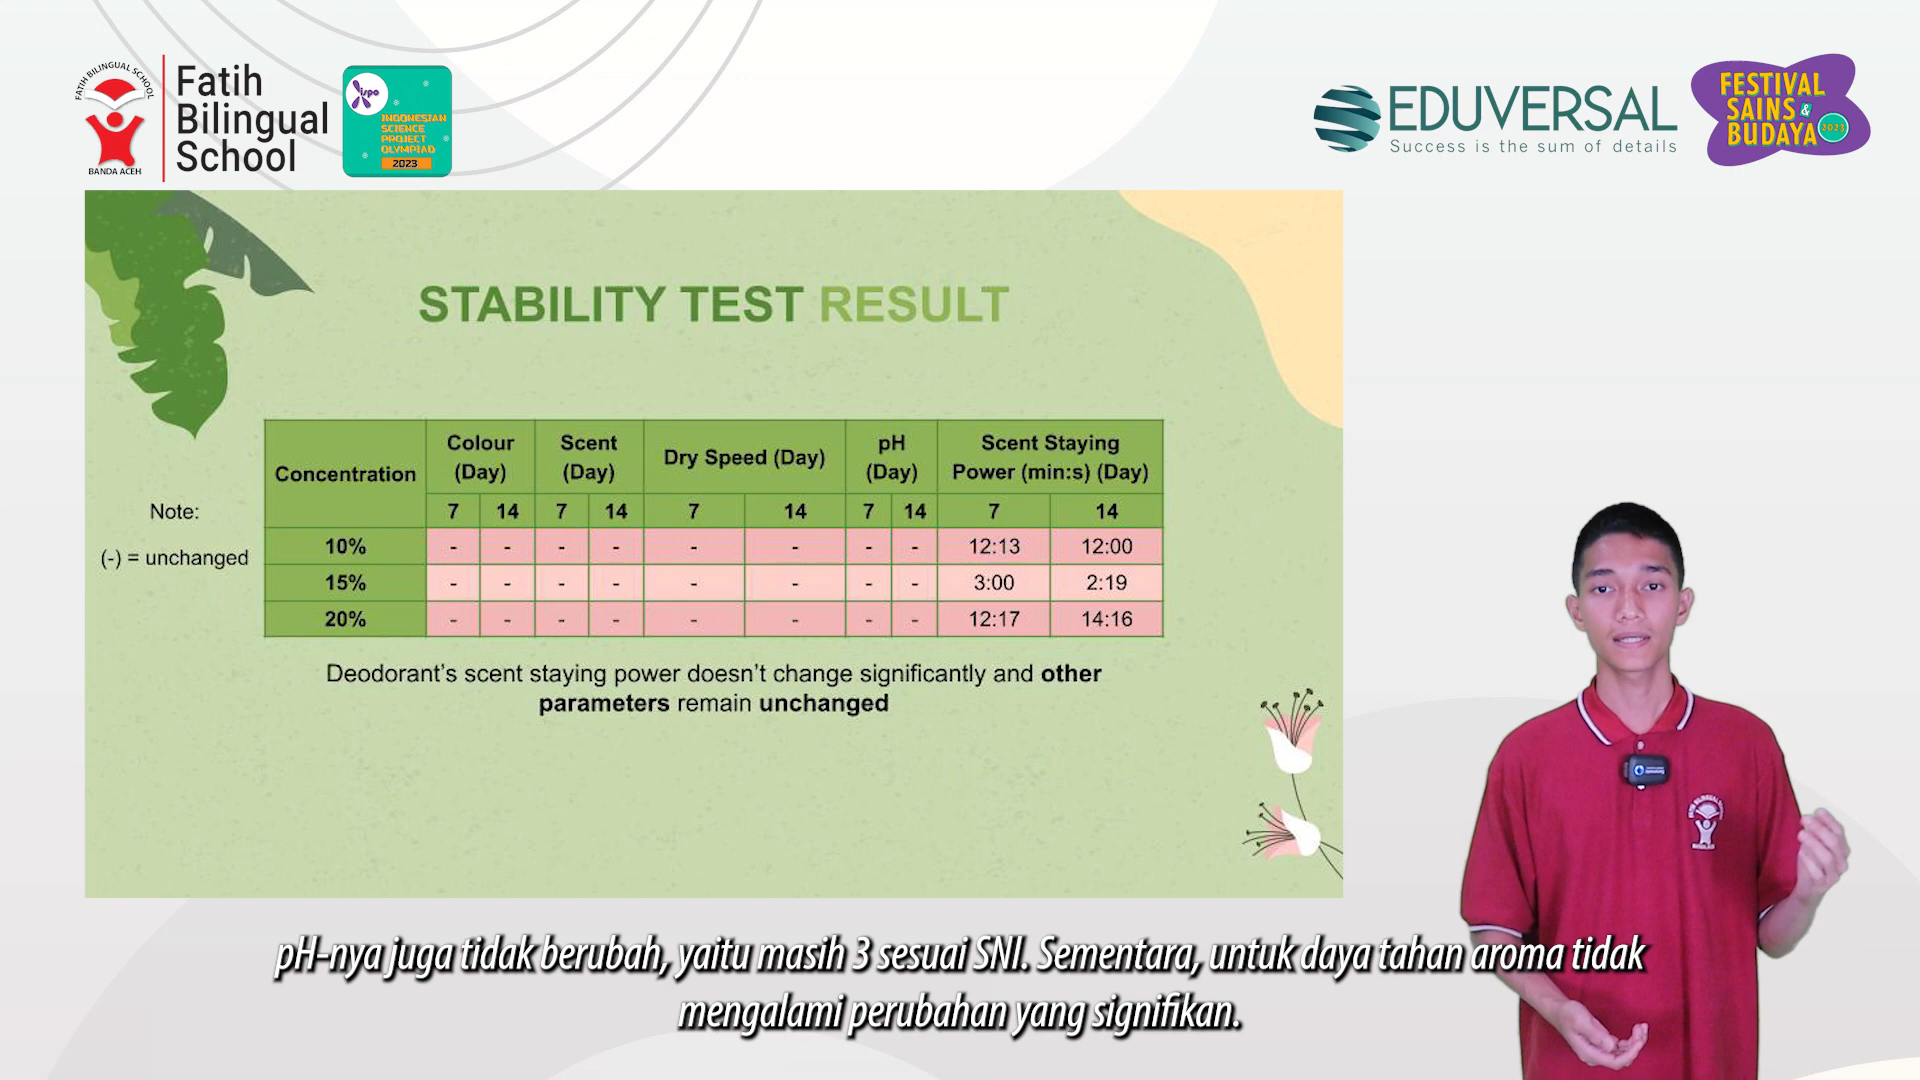 FATIH BILINGUAL SCHOOL
BANDA ACEH
Fatih
Bilingual
School
ispo
INDONESIAN
SCIENCE
PROJECT
OLYMPIAD
2023
EDUVERSAL
Success is the sum of details
FESTIVAL
SAINS &
BUDAYA 2023
STABILITY TEST RESULT
Note:
(-) = unchanged
Concentration Colour (Day) Scent (Day) Dry Speed (Day) pH (Day) Scent Staying Power (min:s) (Day)
7 14 7 14 7 14 7 14 7 14
10% - - - - - - - - 12:13 12:00
15% - - - - - - - - 3:00 2:19
20% - - - - - - - - 12:17 14:16
Deodorant’s scent staying power doesn’t change significantly and other
parameters remain unchanged
pH-nya juga tidak berubah, yaitu masih 3 sesuai SNI. Sementara, untuk daya tahan aroma tidak
mengalami perubahan yang signifikan.